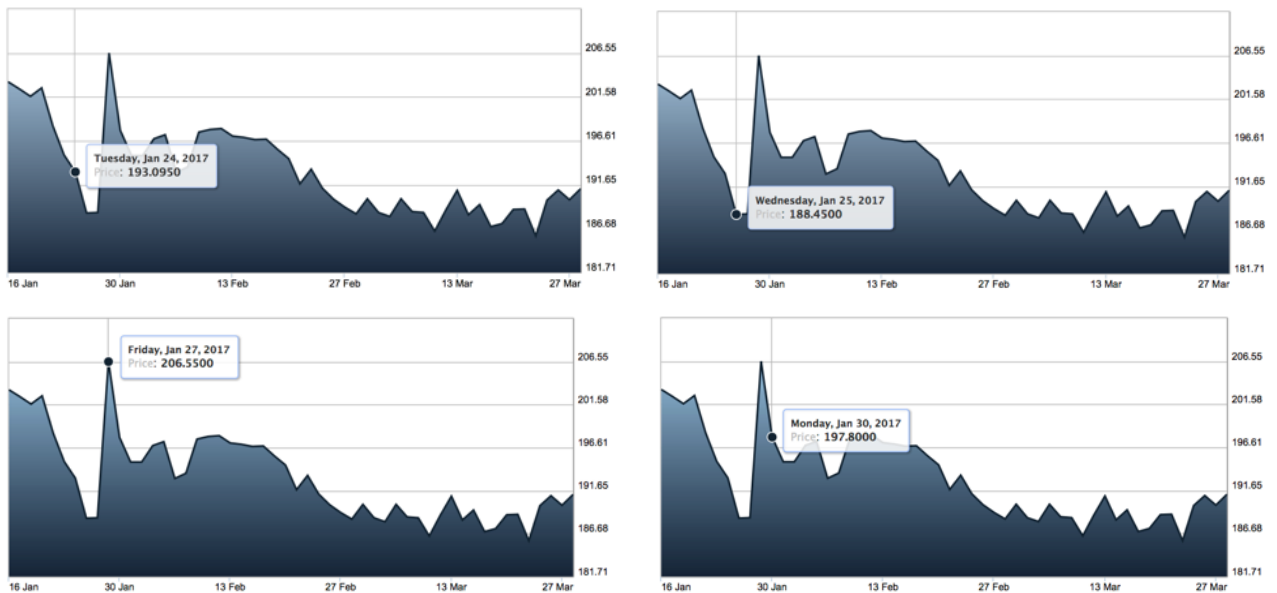 206.55
201.58
196.61
191.65
186.68
181.71
Tuesday, Jan 24, 2017
Price: 193.0950
16 Jan
30 Jan
13 Feb
27 Feb
13 Mar
27 Mar
206.55
201.58
196.61
191.65
186.68
181.71
Wednesday, Jan 25, 2017
Price: 188.4500
16 Jan
30 Jan
13 Feb
27 Feb
13 Mar
27 Mar
Friday, Jan 27, 2017
Price: 206.5500
206.55
201.58
196.61
191.65
186.68
181.71
16 Jan
30 Jan
13 Feb
27 Feb
13 Mar
27 Mar
206.55
201.58
Monday, Jan 30, 2017
Price: 197.8000
196.61
191.65
186.68
181.71
16 Jan
30 Jan
13 Feb
27 Feb
13 Mar
27 Mar